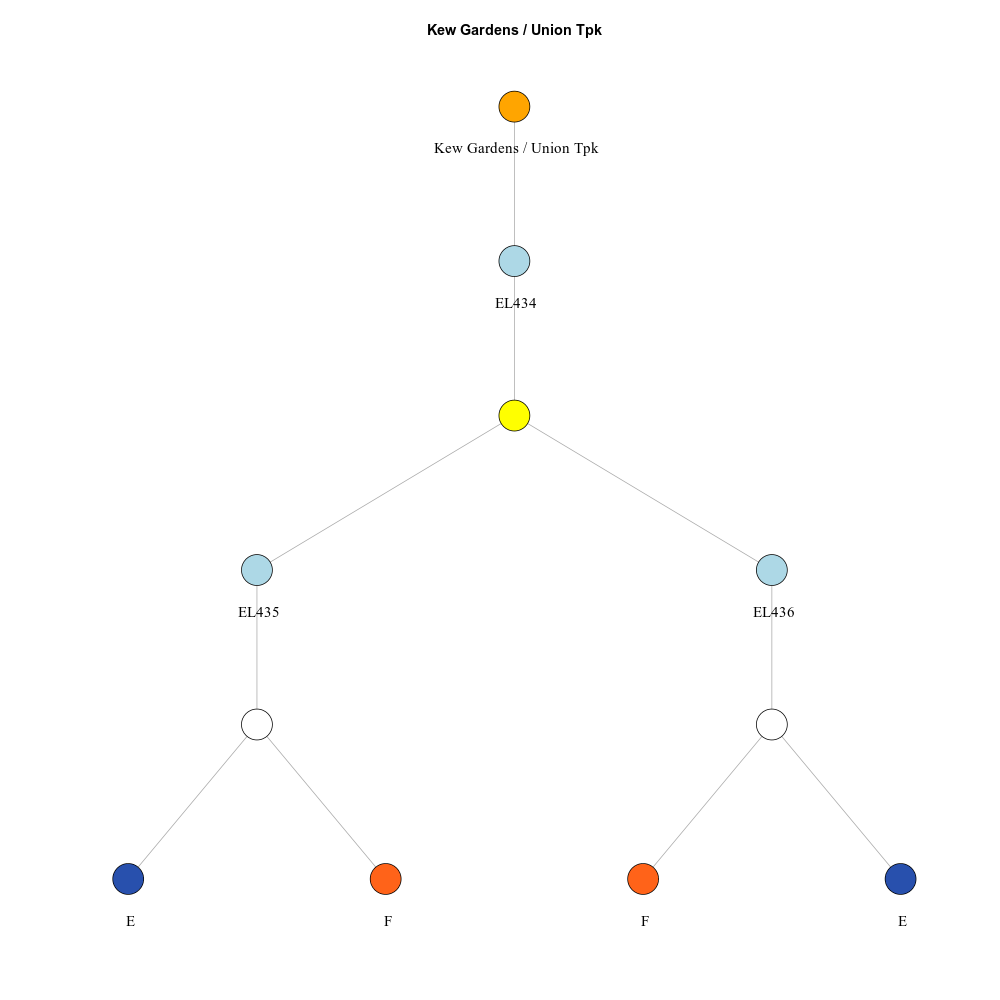 Kew Gardens / Union Tpk
Kew Gardens / Union Tpk
EL434
EL435
EL436
E
F
F
E